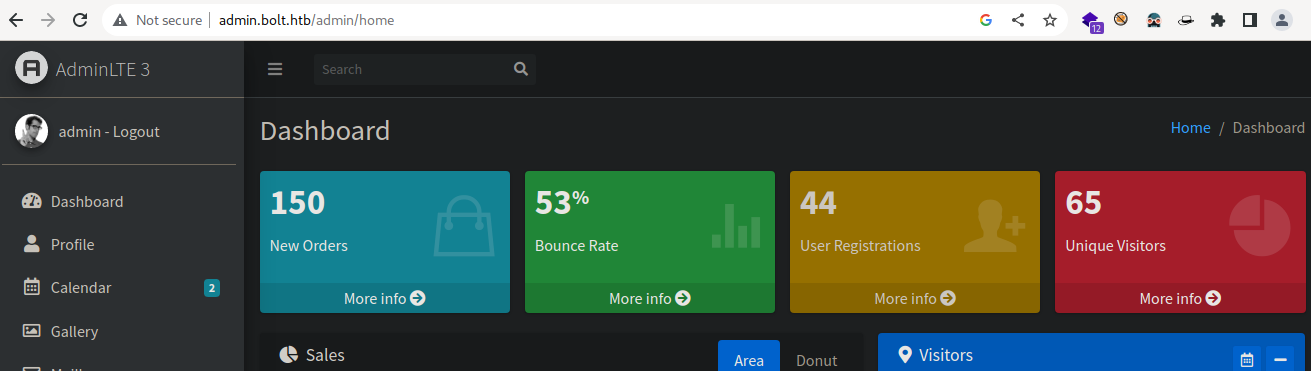 Not secure admin.bolt.htb/admin/home
12
AdminLTE 3
Search
admin - Logout
Dashboard
Home / Dashboard
150
New Orders
More info
53%
Bounce Rate
More info
44
User Registrations
More info
65
Unique Visitors
More info
Dashboard
Profile
Calendar 2
Gallery
Sales
Area Donut
Visitors